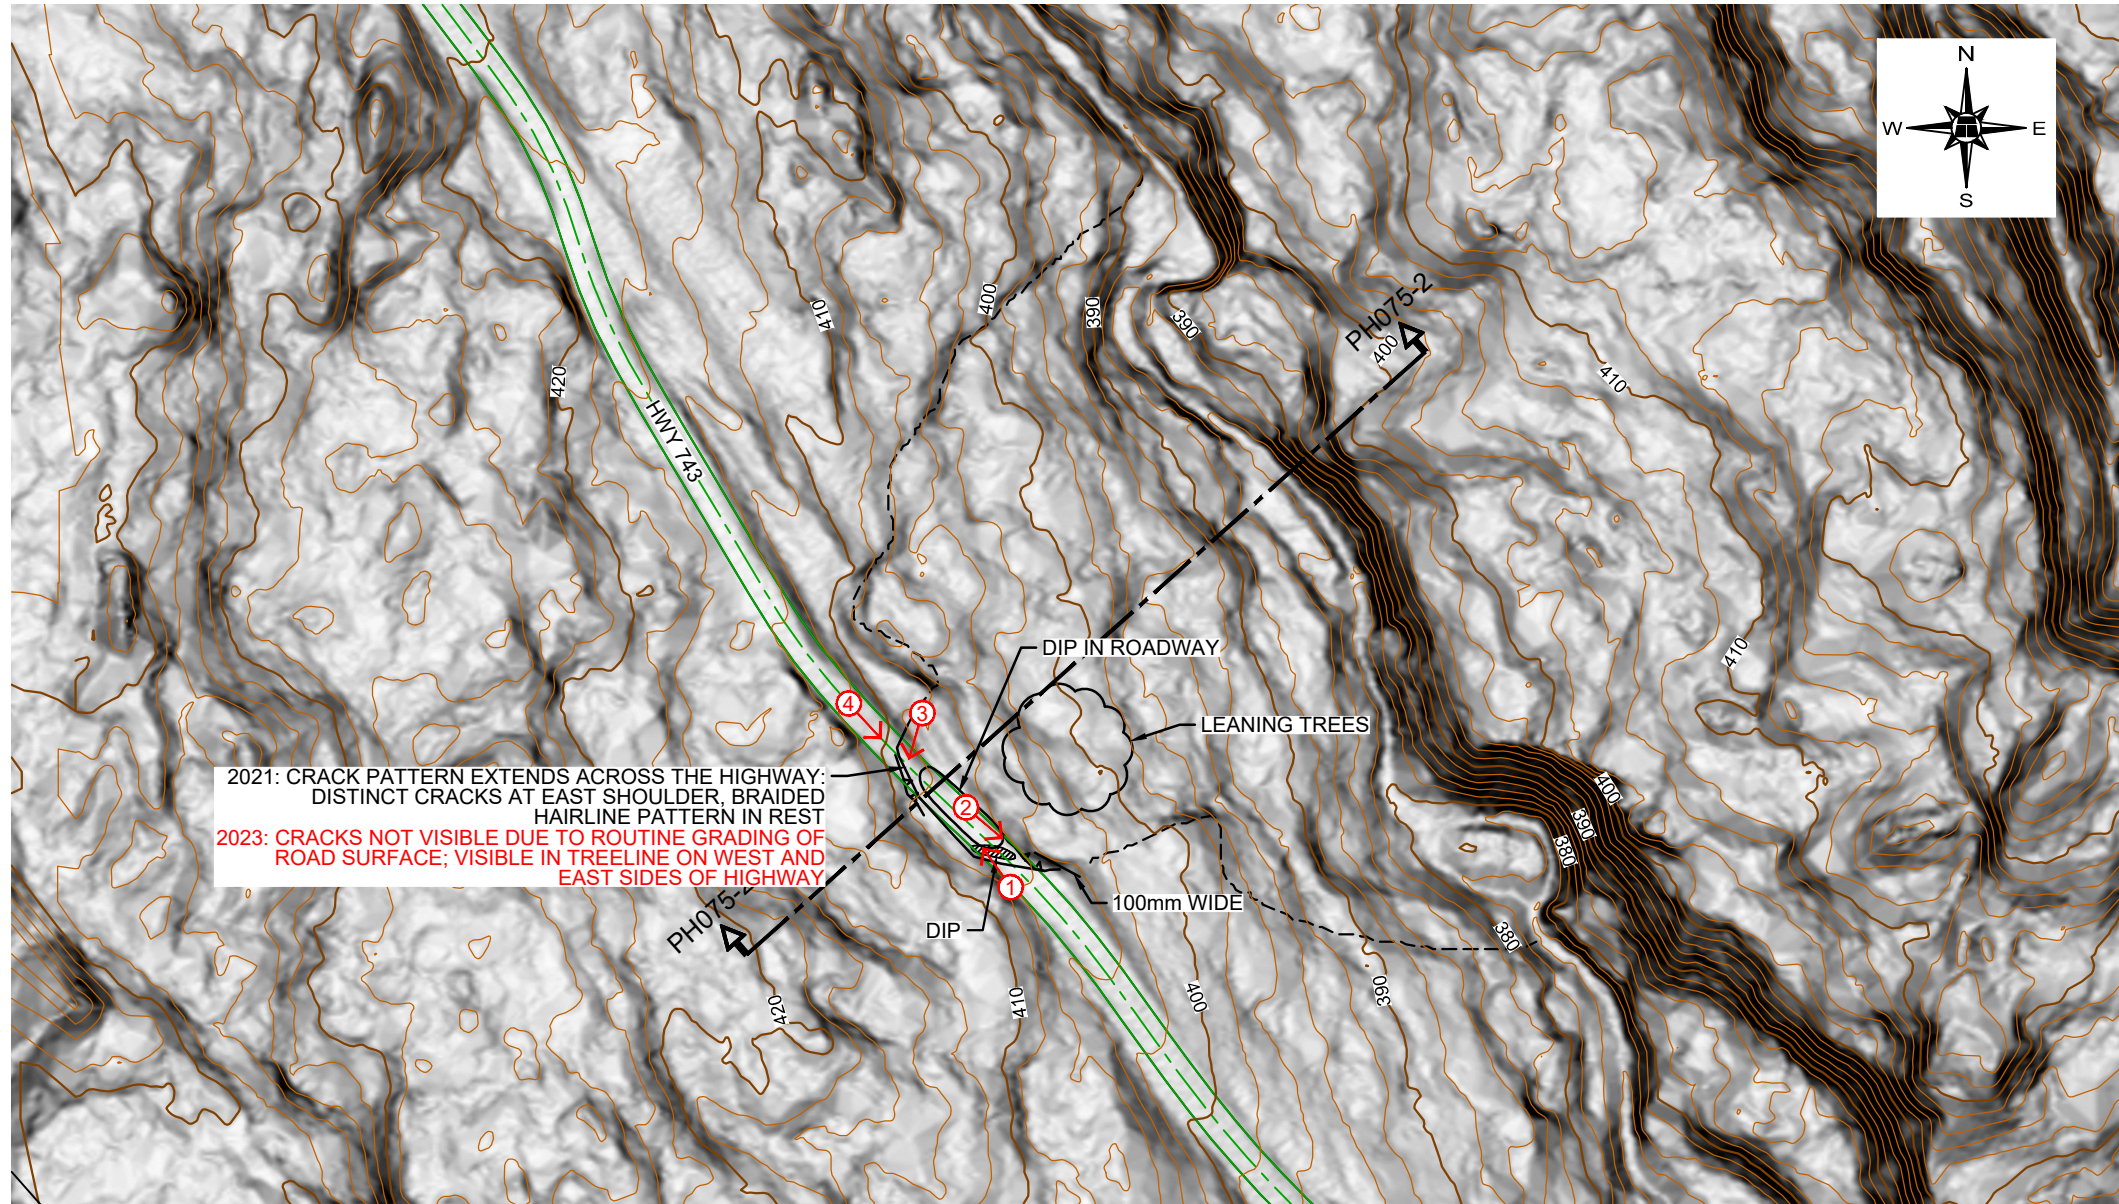 N
W
E
S
PH075-2
400
390
390
400
410
410
420
HWY 743
410
DIP IN ROADWAY
LEANING TREES
4
3
2
1
2021: CRACK PATTERN EXTENDS ACROSS THE HIGHWAY:
DISTINCT CRACKS AT EAST SHOULDER, BRAIDED
HAIRLINE PATTERN IN REST
2023: CRACKS NOT VISIBLE DUE TO ROUTINE GRADING OF
ROAD SURFACE; VISIBLE IN TREELINE ON WEST AND
EAST SIDES OF HIGHWAY
400
390
380
100mm WIDE
DIP
PH075-2
380
420
410
400
390